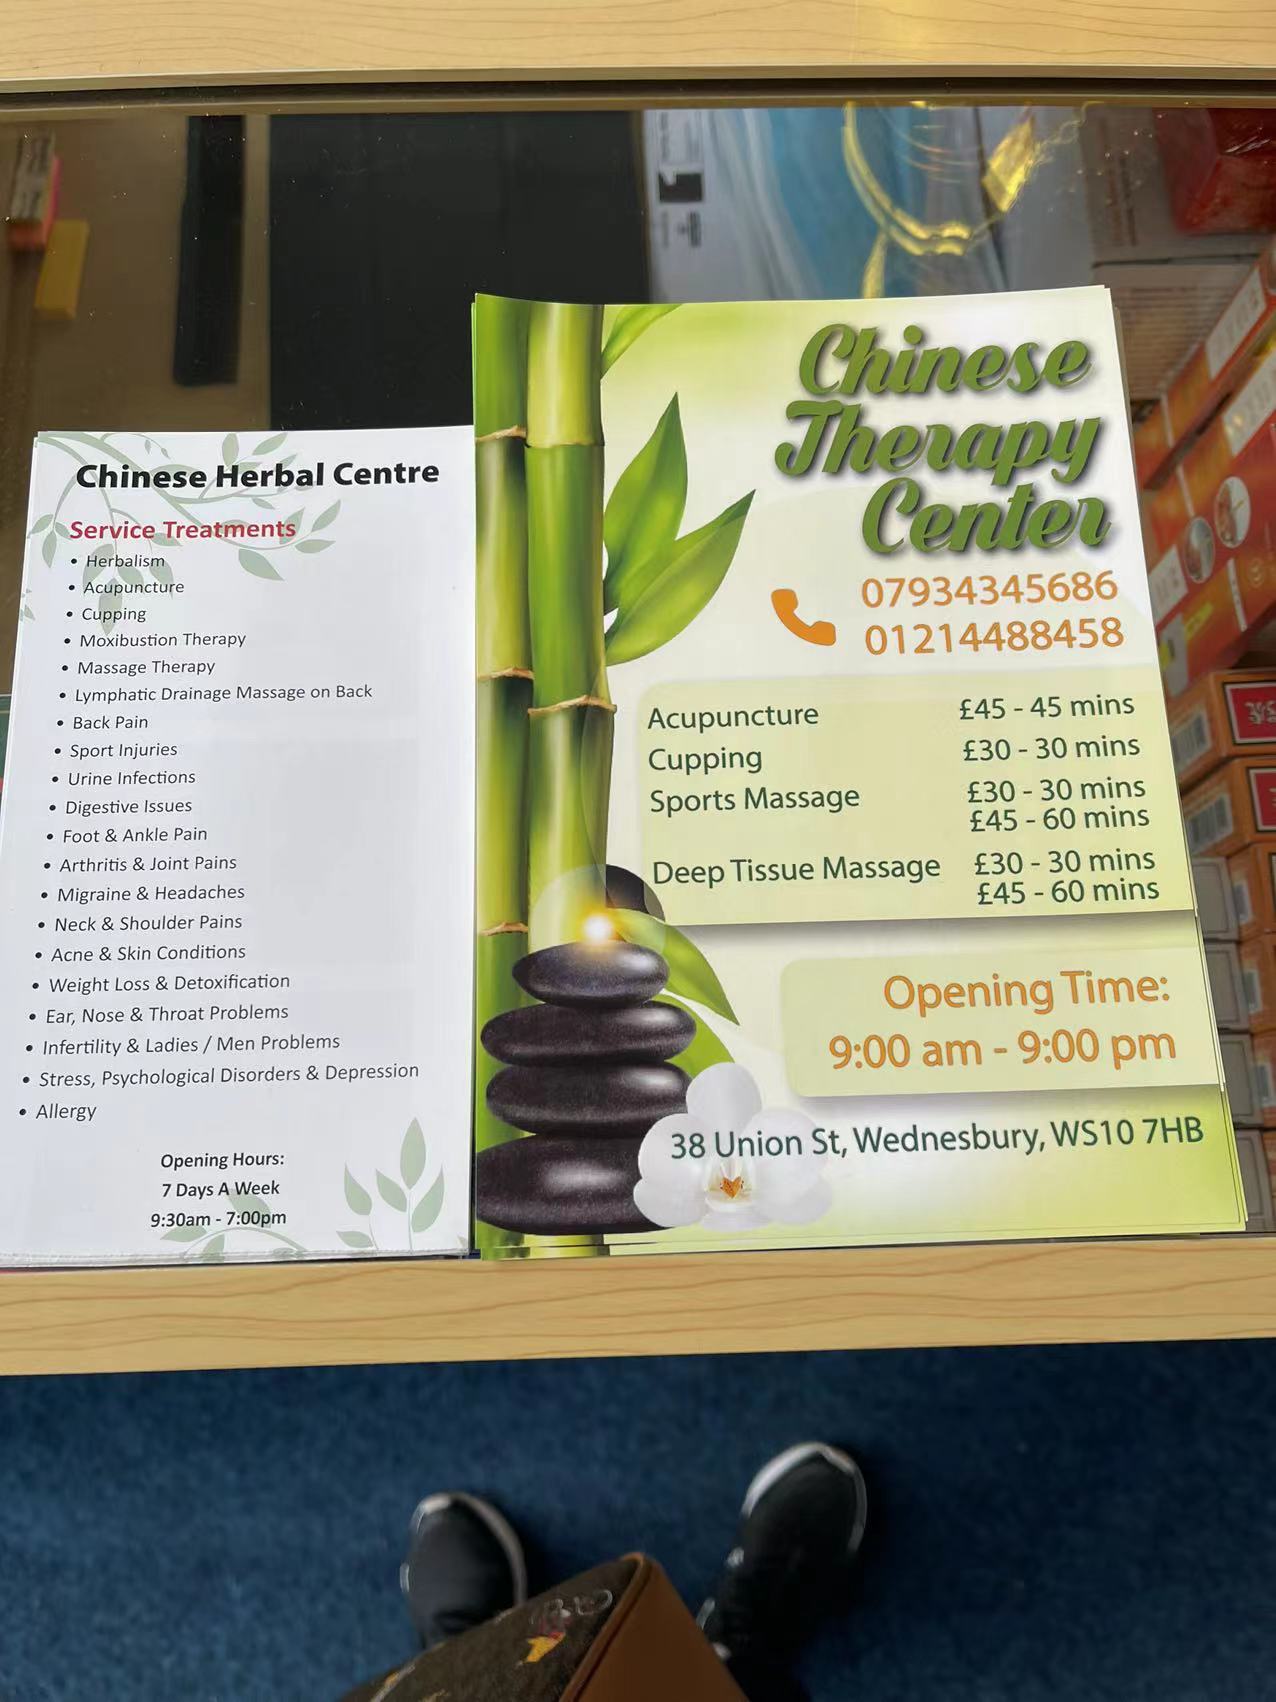 Chinese Herbal Centre
Service Treatments
• Herbalism
• Acupuncture
• Cupping
• Moxibustion Therapy
• Massage Therapy
• Lymphatic Drainage Massage on Back
• Back Pain
• Sport Injuries
• Urine Infections
• Digestive Issues
• Foot & Ankle Pain
• Arthritis & Joint Pains
• Migraine & Headaches
• Neck & Shoulder Pains
• Acne & Skin Conditions
• Weight Loss & Detoxification
• Ear, Nose & Throat Problems
• Infertility & Ladies / Men Problems
• Stress, Psychological Disorders & Depression
• Allergy
Opening Hours:
7 Days A Week
9:30am - 7:00pm
Chinese
Therapy
Center
07934345686
01214488458
Acupuncture £45 - 45 mins
Cupping £30 - 30 mins
Sports Massage £30 - 30 mins
£45 - 60 mins
Deep Tissue Massage £30 - 30 mins
£45 - 60 mins
Opening Time:
9:00 am - 9:00 pm
38 Union St, Wednesbury, WS10 7HB